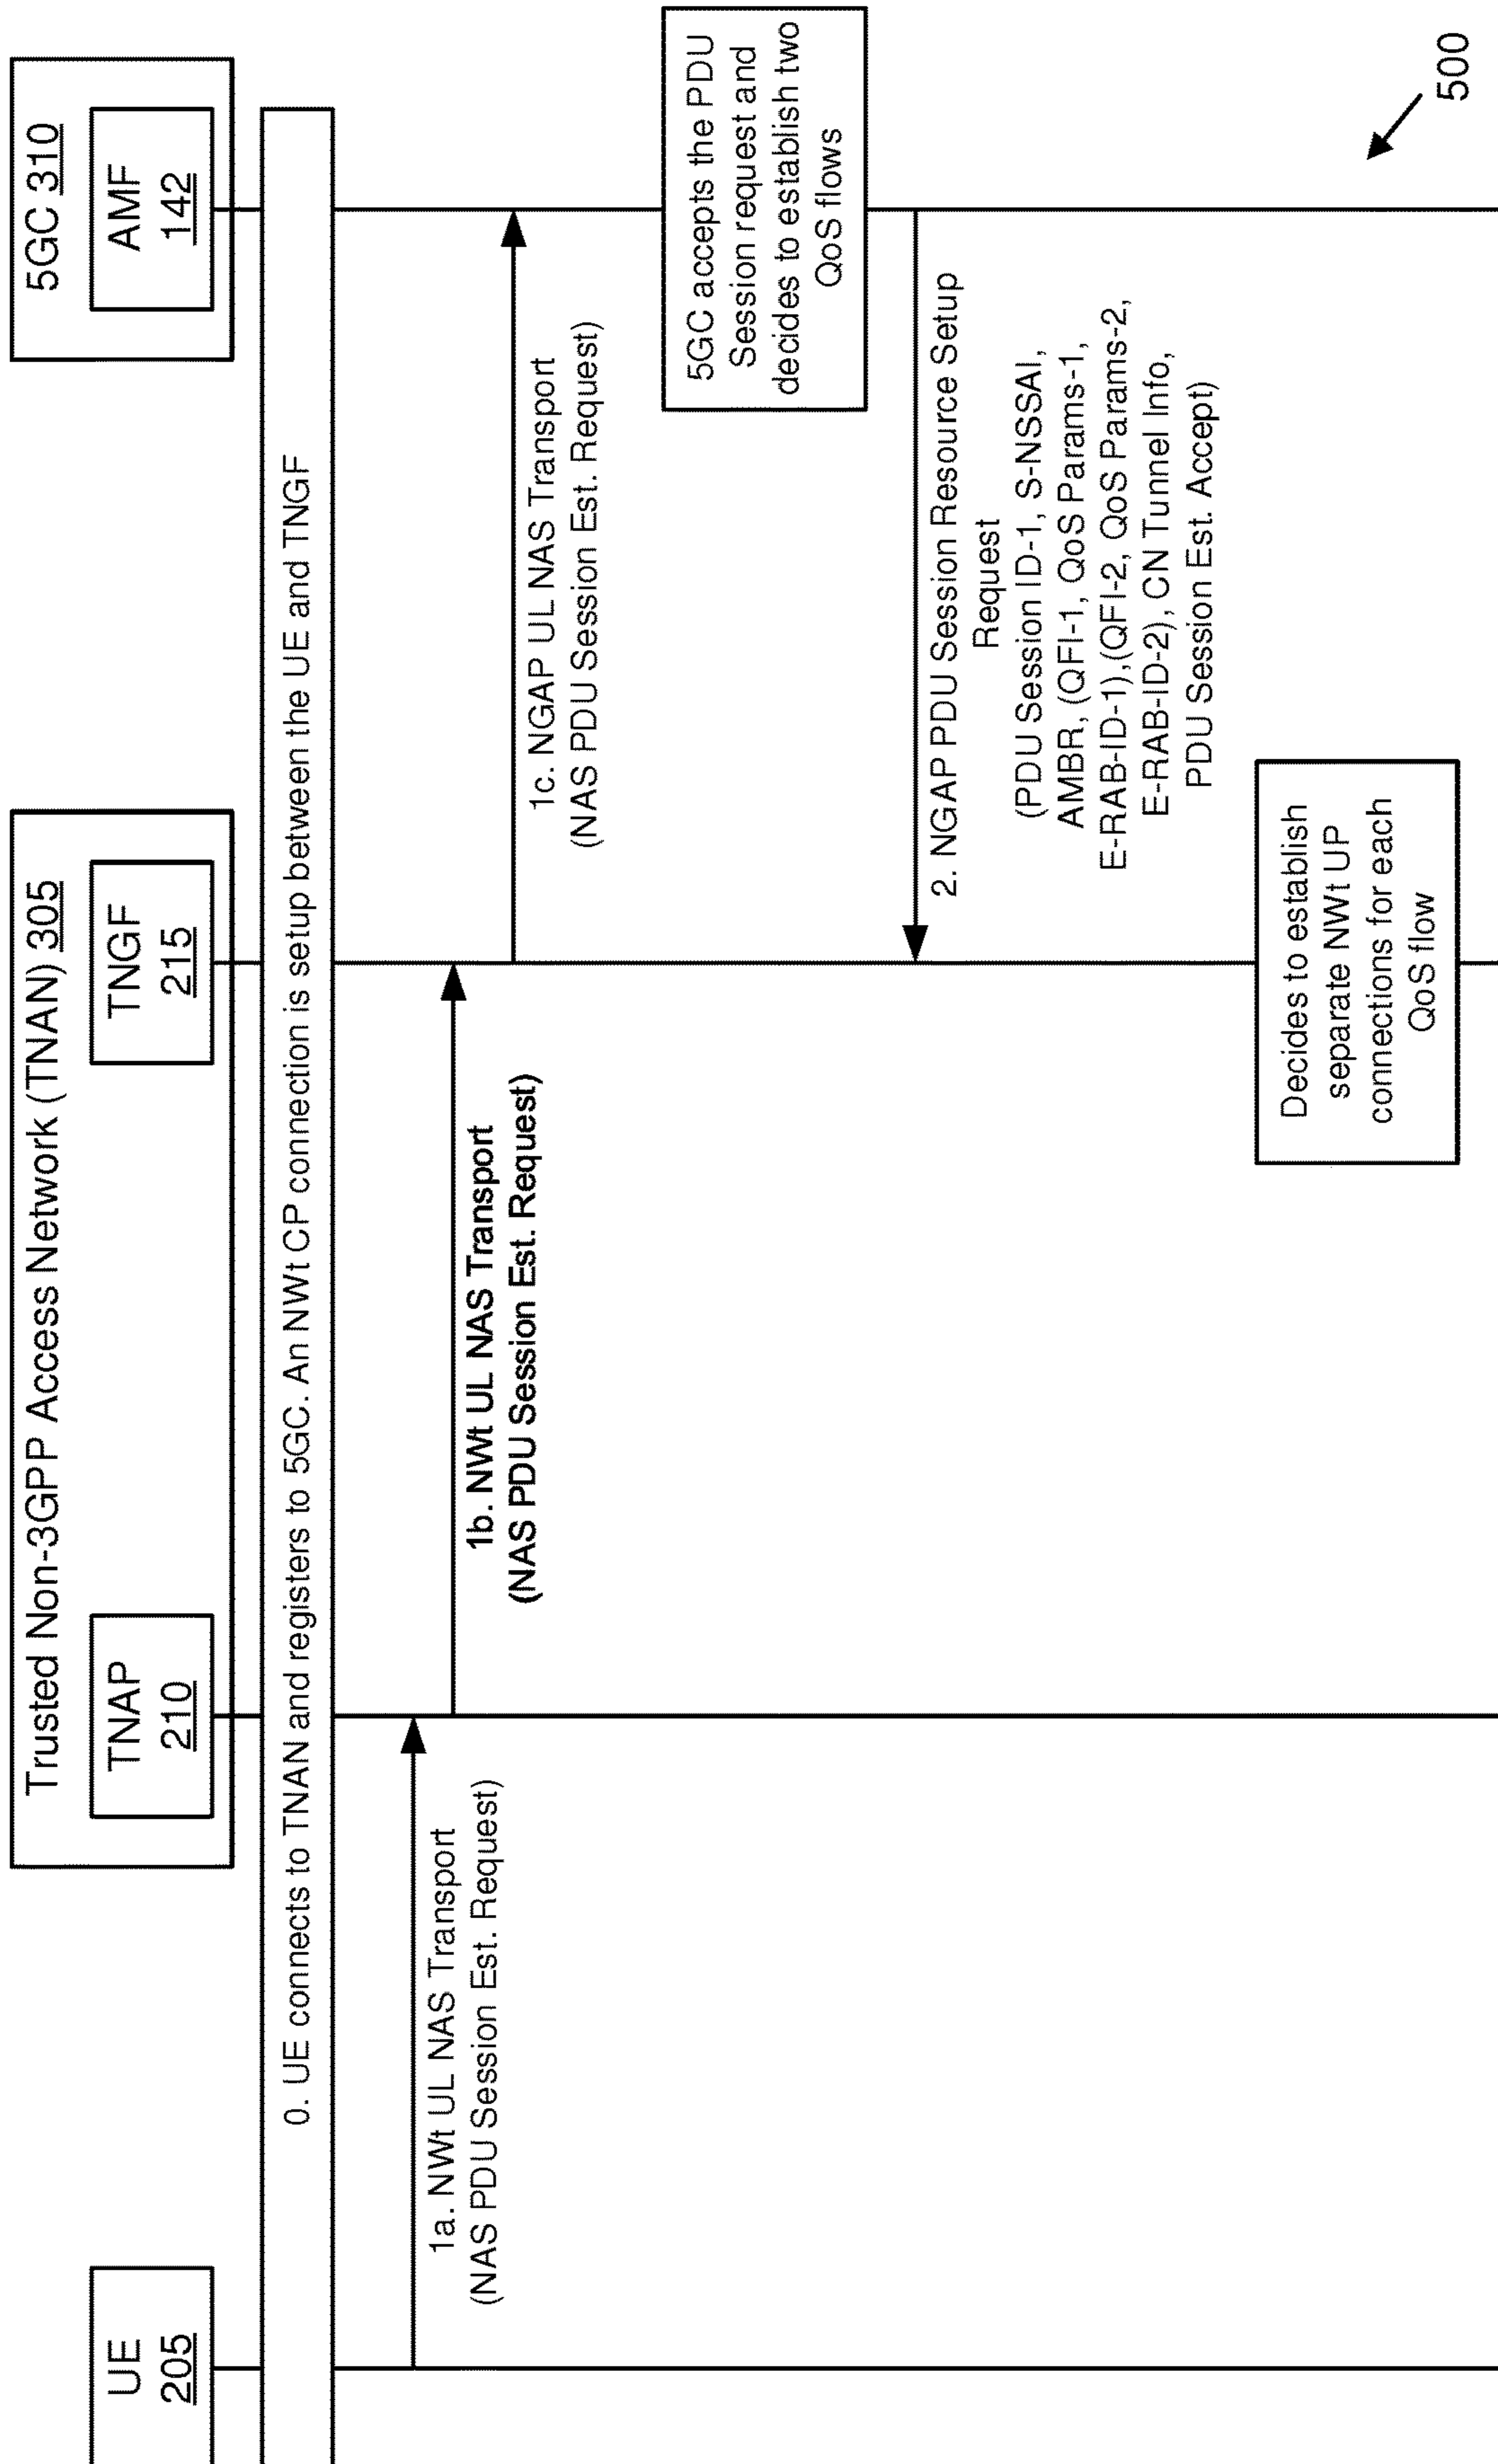 UE
205
Trusted Non-3GPP Access Network (TNAN) 305
TNAP
210
TNGF
215
5GC 310
AMF
142
0. UE connects to TNAN and registers to 5GC. An NWt CP connection is setup between the UE and TNGF
1a. NWt UL NAS Transport
(NAS PDU Session Est. Request)
1b. NWt UL NAS Transport
(NAS PDU Session Est. Request)
1c. NGAP UL NAS Transport
(NAS PDU Session Est. Request)
5GC accepts the PDU
Session request and
decides to establish two
QoS flows
2. NGAP PDU Session Resource Setup
Request
(PDU Session ID-1, S-NSSAI,
AMBR, (QFI-1, QoS Params-1,
E-RAB-ID-1),(QFI-2, QoS Params-2,
E-RAB-ID-2), CN Tunnel Info,
PDU Session Est. Accept)
Decides to establish
separate NWt UP
connections for each
QoS flow
500